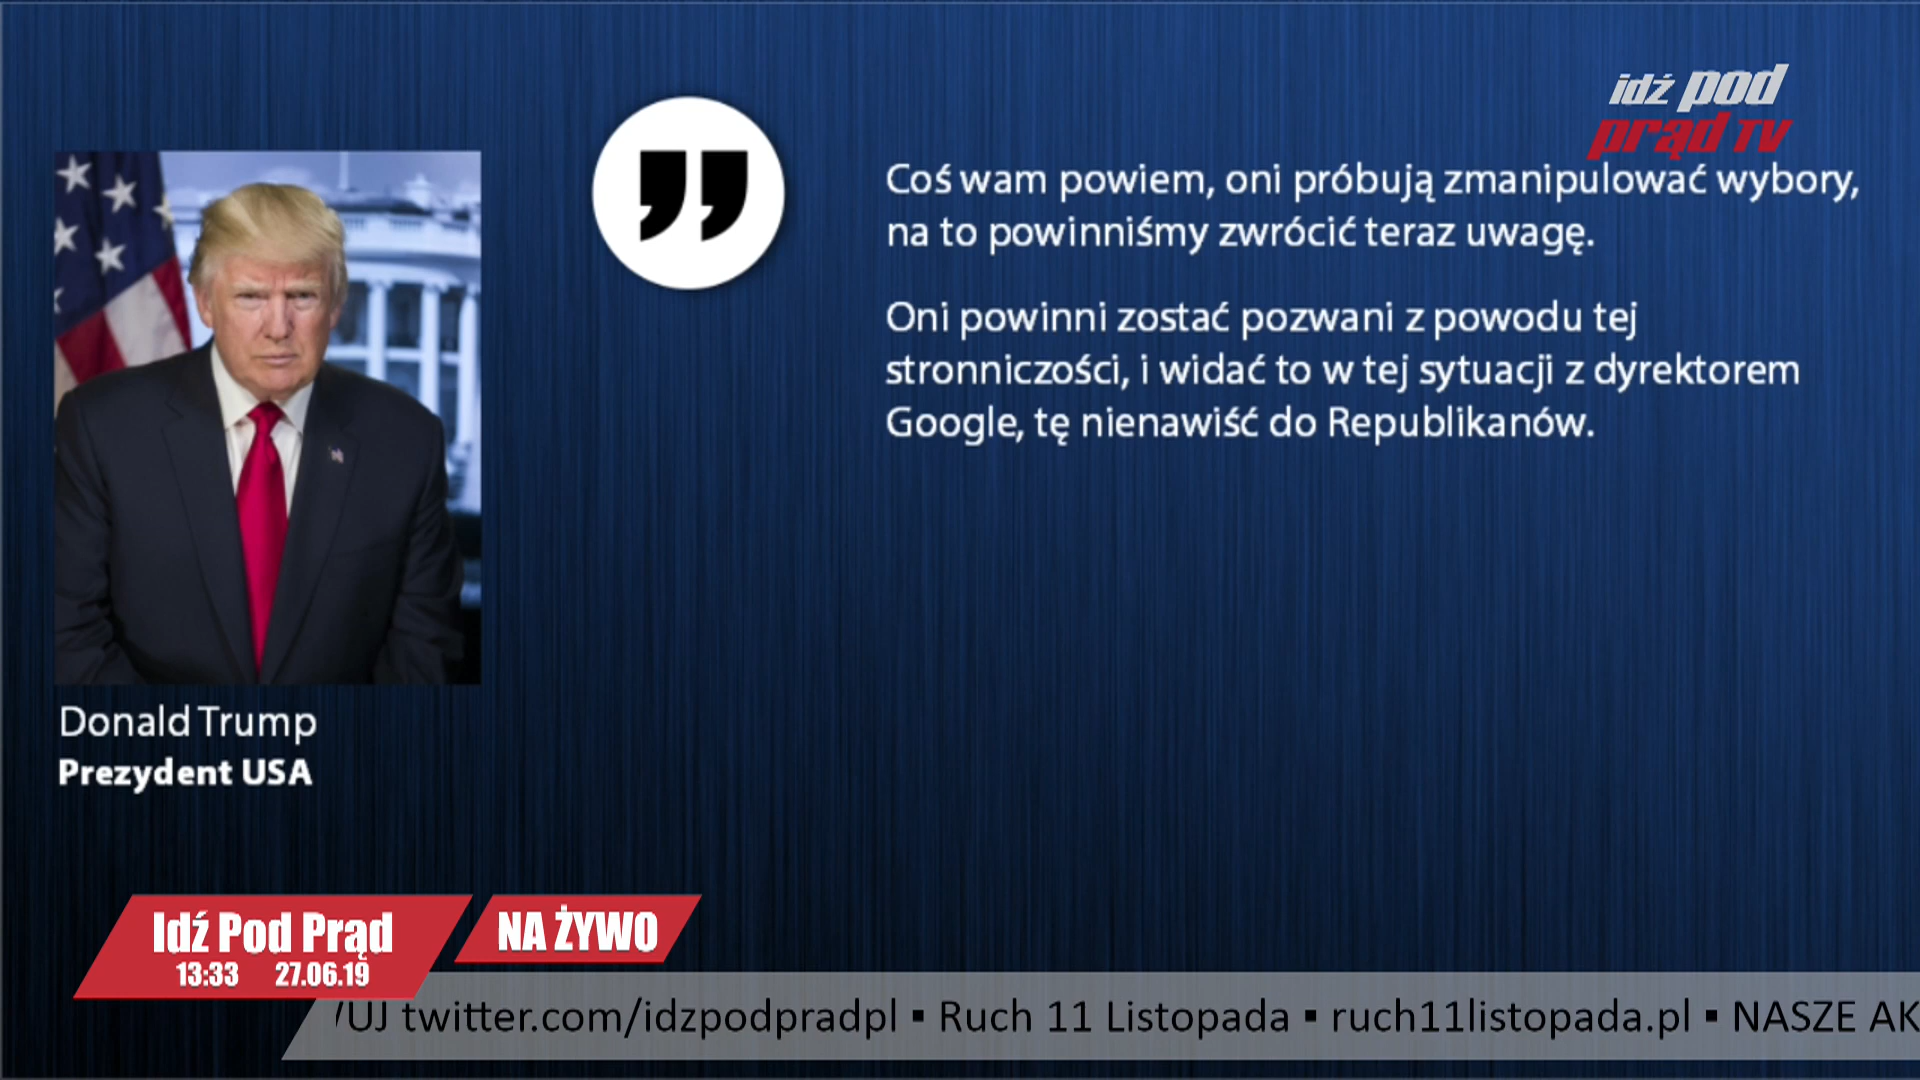 idź pod
prąd TV
Coś wam powiem, oni próbują zmanipulować wybory,
na to powinniśmy zwrócić teraz uwagę.
Oni powinni zostać pozwani z powodu tej
stronniczości, i widać to w tej sytuacji z dyrektorem
Google, tę nienawiść do Republikanów.
Donald Trump
Prezydent USA
Idź Pod Prąd
13:33 27.06.19
NA ŻYWO
twitter.com/idzpodpradpl ▪ Ruch 11 Listopada ▪ ruch11listopada.pl ▪ NASZE AK